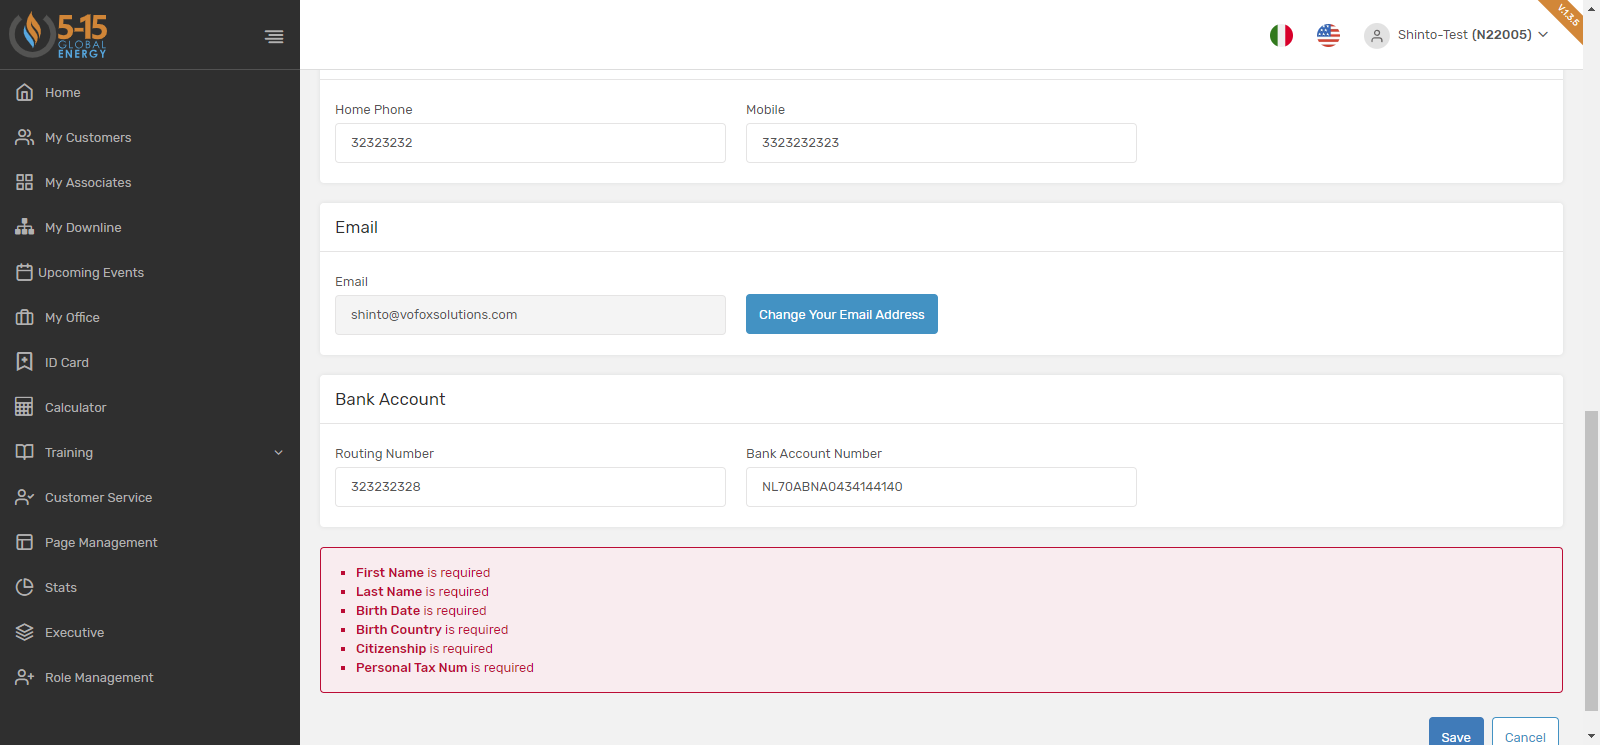 5-15
GLOBAL
ENERGY
Shinto-Test (N22005)
V.1.3.5
Home
My Customers
My Associates
My Downline
Upcoming Events
My Office
ID Card
Calculator
Training
Customer Service
Page Management
Stats
Executive
Role Management
Home Phone
Mobile
32323232
3323232323
Email
Email
shinto@vofoxsolutions.com
Change Your Email Address
Bank Account
Routing Number
Bank Account Number
323232328
NL70ABNA0434144140
First Name is required
Last Name is required
Birth Date is required
Birth Country is required
Citizenship is required
Personal Tax Num is required
Save
Cancel